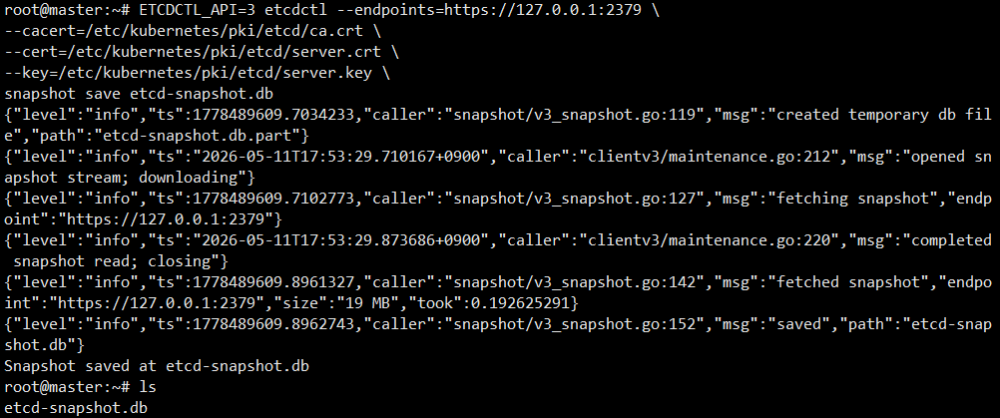 root@master:~# ETCDCTL_API=3 etcdctl --endpoints=https://127.0.0.1:2379 \
--cacert=/etc/kubernetes/pki/etcd/ca.crt \
--cert=/etc/kubernetes/pki/etcd/server.crt \
--key=/etc/kubernetes/pki/etcd/server.key \
snapshot save etcd-snapshot.db
{"level":"info","ts":1778489609.7034233,"caller":"snapshot/v3_snapshot.go:119","msg":"created temporary db fil
e","path":"etcd-snapshot.db.part"}
{"level":"info","ts":"2026-05-11T17:53:29.710167+0900","caller":"clientv3/maintenance.go:212","msg":"opened sn
apshot stream; downloading"}
{"level":"info","ts":1778489609.7102773,"caller":"snapshot/v3_snapshot.go:127","msg":"fetching snapshot","endp
oint":"https://127.0.0.1:2379"}
{"level":"info","ts":"2026-05-11T17:53:29.873686+0900","caller":"clientv3/maintenance.go:220","msg":"completed
 snapshot read; closing"}
{"level":"info","ts":1778489609.8961327,"caller":"snapshot/v3_snapshot.go:142","msg":"fetched snapshot","endpo
int":"https://127.0.0.1:2379","size":"19 MB","took":0.192625291}
{"level":"info","ts":1778489609.8962743,"caller":"snapshot/v3_snapshot.go:152","msg":"saved","path":"etcd-snap
shot.db"}
Snapshot saved at etcd-snapshot.db
root@master:~# ls
etcd-snapshot.db